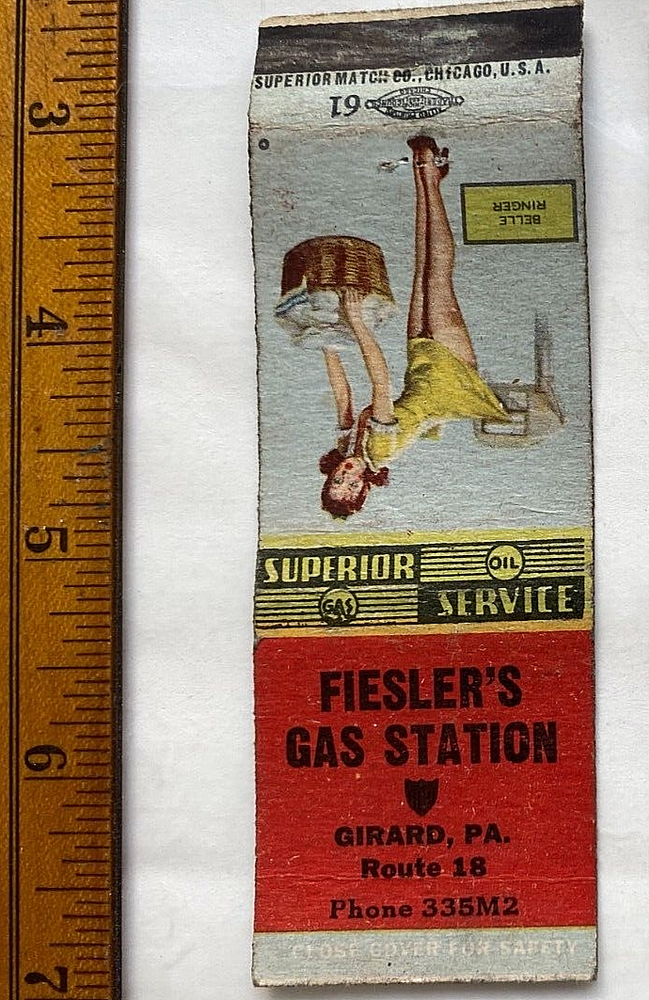 SUPERIOR MATCH CO., CHICAGO, U.S.A.
61
BELLE
RINGER
SUPERIOR OIL
GAS SERVICE
FIESLER'S
GAS STATION
GIRARD, PA.
Route 18
Phone 335M2
CLOSE COVER FOR SAFETY
3
4
5
6
7